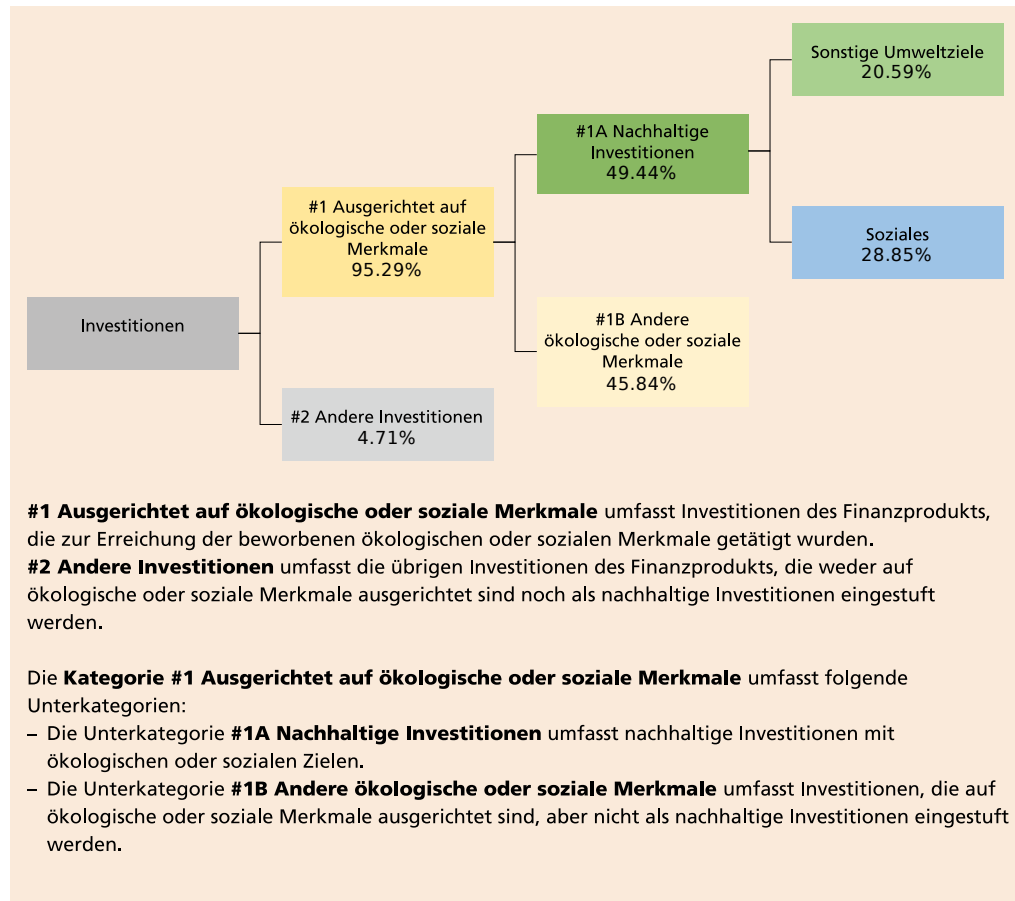 Sonstige Umweltziele
20.59%
#1A Nachhaltige
Investitionen
49.44%
#1 Ausgerichtet auf
ökologische oder soziale
Merkmale
95.29%
Soziales
28.85%
Investitionen
#1B Andere
ökologische oder soziale
Merkmale
45.84%
#2 Andere Investitionen
4.71%
#1 Ausgerichtet auf ökologische oder soziale Merkmale umfasst Investitionen des Finanzprodukts,
die zur Erreichung der beworbenen ökologischen oder sozialen Merkmale getätigt wurden.
#2 Andere Investitionen umfasst die übrigen Investitionen des Finanzprodukts, die weder auf
ökologische oder soziale Merkmale ausgerichtet sind noch als nachhaltige Investitionen eingestuft
werden.
Die Kategorie #1 Ausgerichtet auf ökologische oder soziale Merkmale umfasst folgende
Unterkategorien:
– Die Unterkategorie #1A Nachhaltige Investitionen umfasst nachhaltige Investitionen mit
ökologischen oder sozialen Zielen.
– Die Unterkategorie #1B Andere ökologische oder soziale Merkmale umfasst Investitionen, die auf
ökologische oder soziale Merkmale ausgerichtet sind, aber nicht als nachhaltige Investitionen eingestuft
werden.